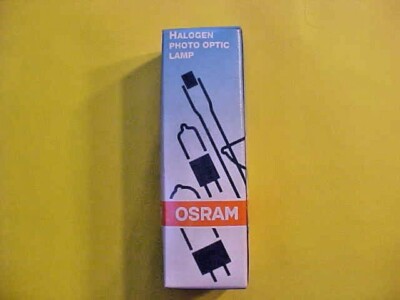 HALOGEN
PHOTO OPTIC
LAMP
OSRAM